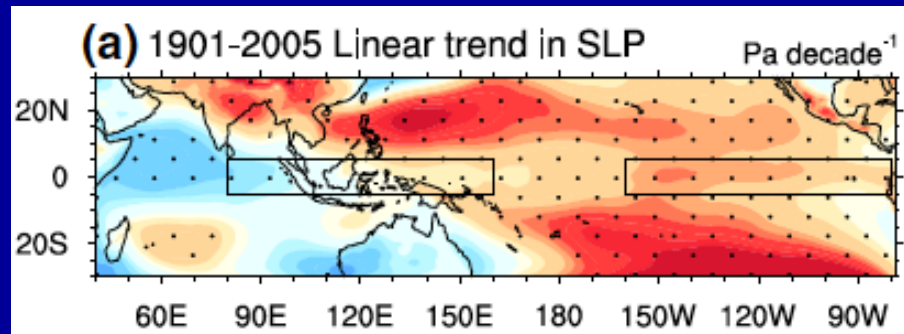 (a) 1901-2005 Linear trend in SLP
Pa decade⁻¹
20N
0
20S
60E 90E 120E 150E 180 150W 120W 90W